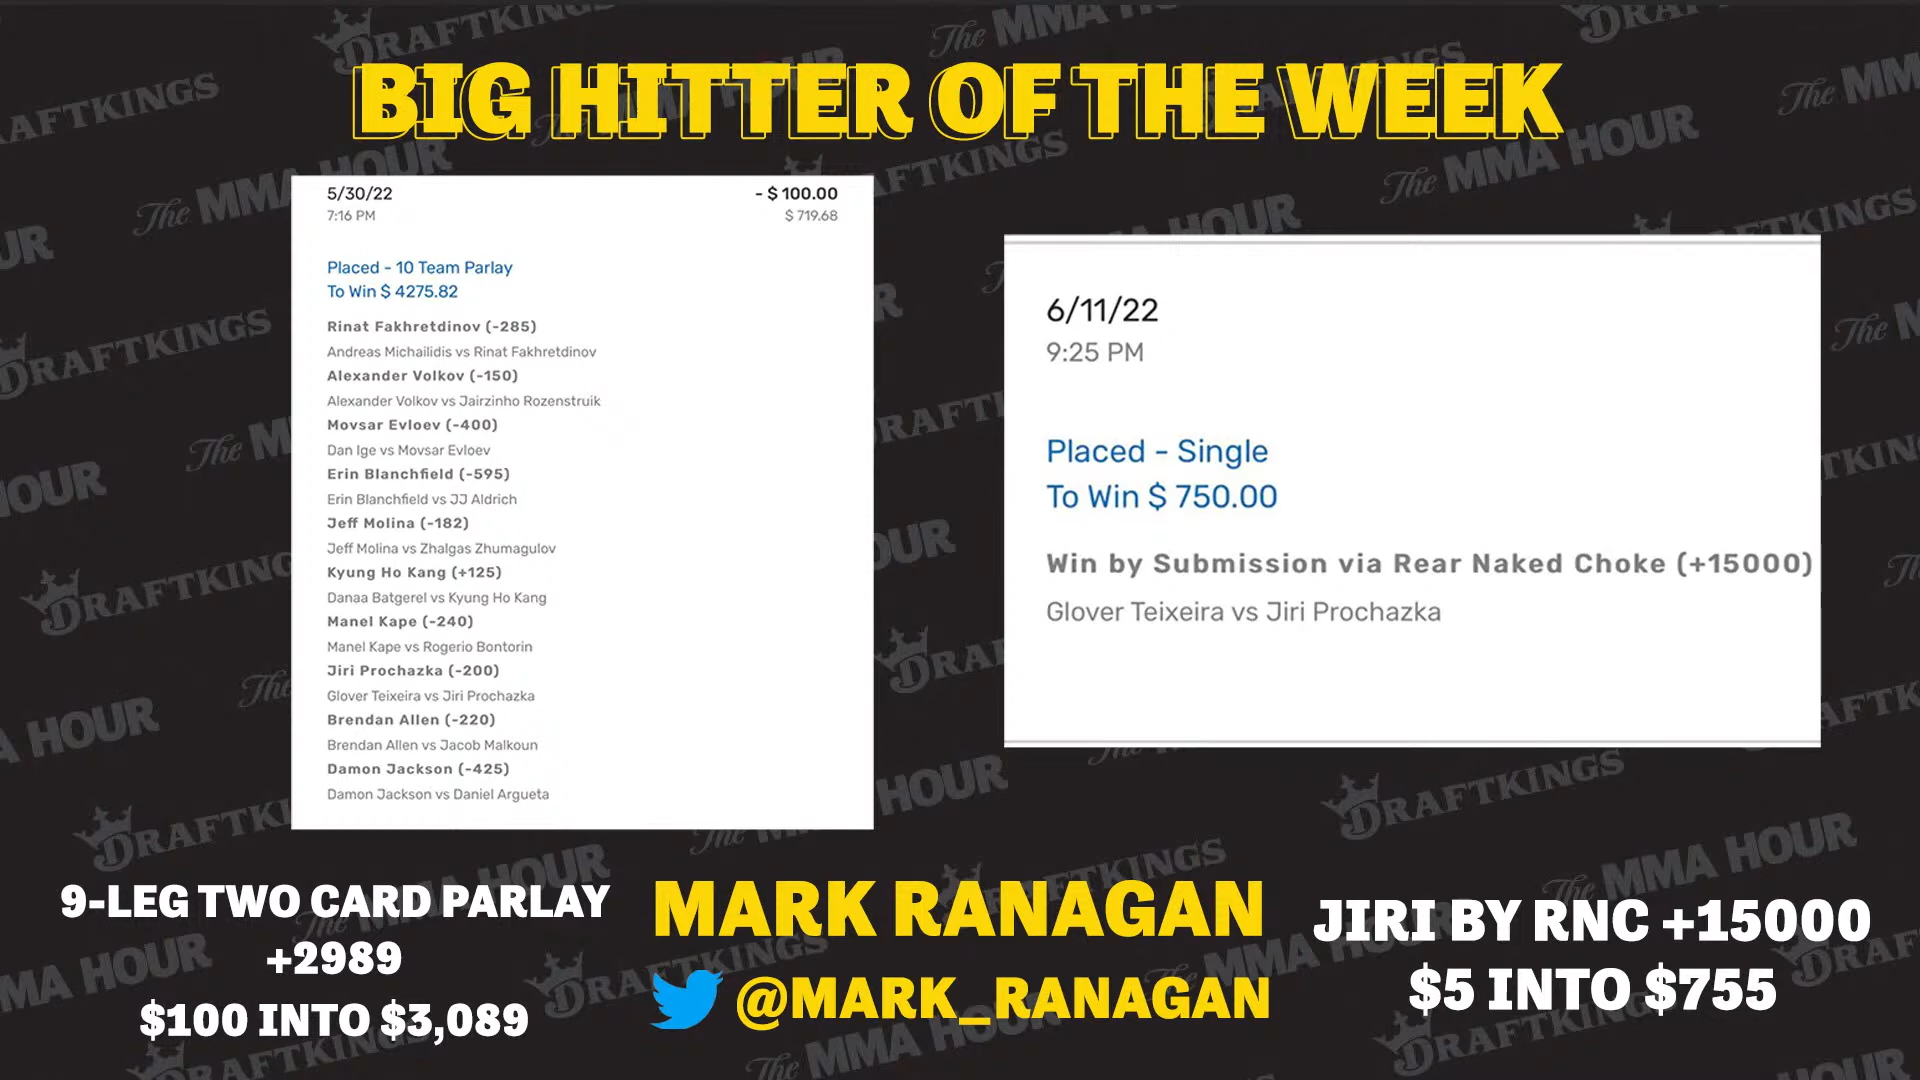 BIG HITTER OF THE WEEK
5/30/22 - $ 100.00
7:16 PM $ 719.68
Placed - 10 Team Parlay
To Win $ 4275.82
Rinat Fakhretdinov (-285)
Andreas Michailidis vs Rinat Fakhretdinov
Alexander Volkov (-150)
Alexander Volkov vs Jairzinho Rozenstruik
Movsar Evloev (-400)
Dan Ige vs Movsar Evloev
Erin Blanchfield (-595)
Erin Blanchfield vs JJ Aldrich
Jeff Molina (-182)
Jeff Molina vs Zhalgas Zhumagulov
Kyung Ho Kang (+125)
Danaa Batgerel vs Kyung Ho Kang
Manel Kape (-240)
Manel Kape vs Rogerio Bontorin
Jiri Prochazka (-200)
Glover Teixeira vs Jiri Prochazka
Brendan Allen (-220)
Brendan Allen vs Jacob Malkoun
Damon Jackson (-425)
Damon Jackson vs Daniel Argueta
6/11/22
9:25 PM
Placed - Single
To Win $ 750.00
Win by Submission via Rear Naked Choke (+15000)
Glover Teixeira vs Jiri Prochazka
9-LEG TWO CARD PARLAY
+2989
$100 INTO $3,089
MARK RANAGAN
@MARK_RANAGAN
JIRI BY RNC +15000
$5 INTO $755
DRAFTKINGS
The MMA HOUR